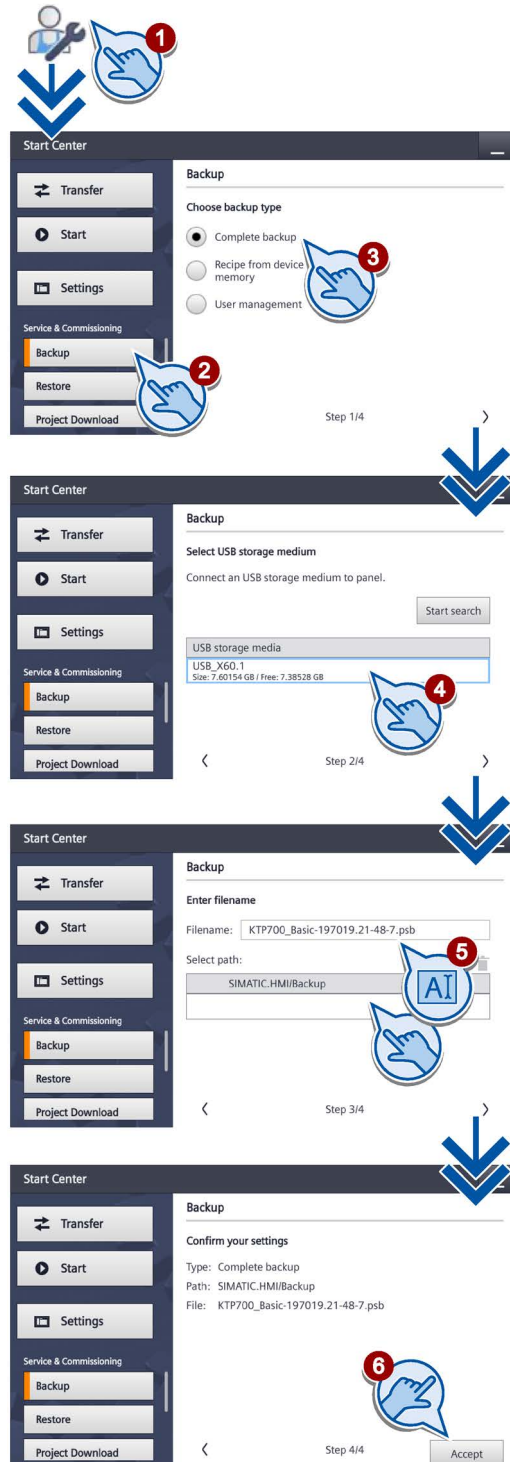 1
Start Center
Transfer
Start
Settings
Service & Commissioning
Backup
Restore
Project Download
Backup
Choose backup type
Complete backup
Recipe from device
memory
User management
3
2
Step 1/4
Start Center
Transfer
Start
Settings
Service & Commissioning
Backup
Restore
Project Download
Backup
Select USB storage medium
Connect an USB storage medium to panel.
Start search
USB storage media
USB_X60.1
Size: 7.60154 GB / Free: 7.38528 GB
4
Step 2/4
Start Center
Transfer
Start
Settings
Service & Commissioning
Backup
Restore
Project Download
Backup
Enter filename
Filename: KTP700_Basic-197019.21-48-7.psb
5
Select path:
SIMATIC.HMI/Backup
AI
Step 3/4
Start Center
Transfer
Start
Settings
Service & Commissioning
Backup
Restore
Project Download
Backup
Confirm your settings
Type: Complete backup
Path: SIMATIC.HMI/Backup
File: KTP700_Basic-197019.21-48-7.psb
6
Step 4/4
Accept